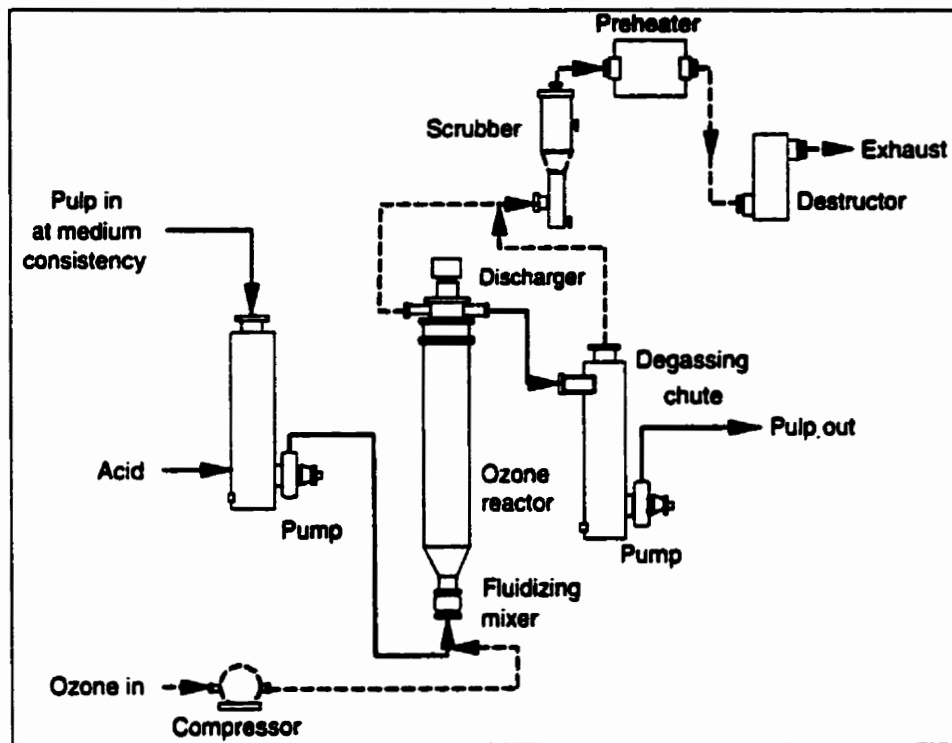 Preheater
Scrubber
Exhaust
Destructor
Pulp in
at medium
consistency
Discharger
Degassing
chute
Pulp out
Acid
Ozone
reactor
Pump
Pump
Fluidizing
mixer
Ozone in
Compressor